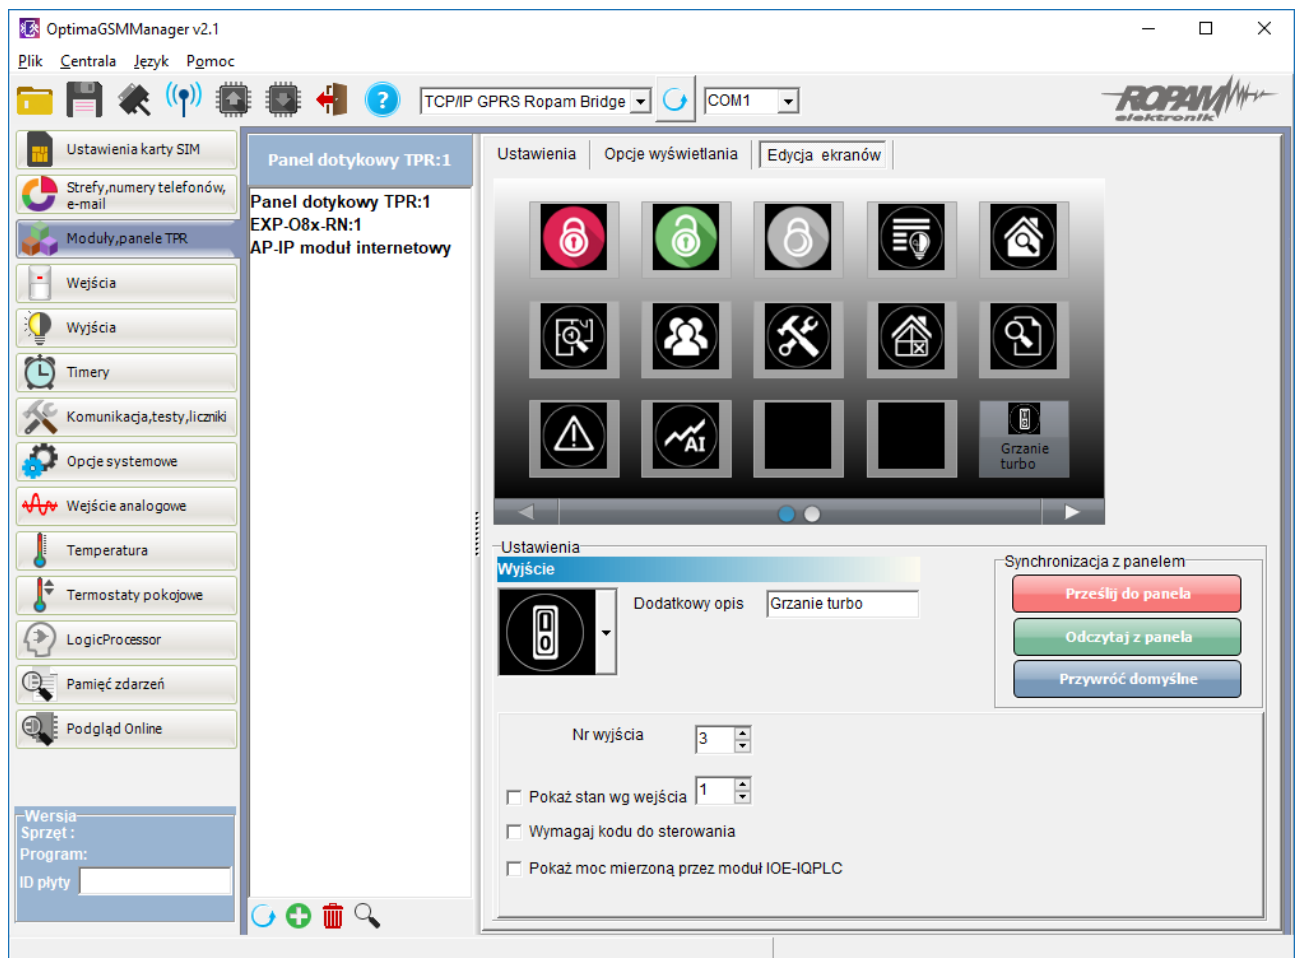 OptimaGSMManager v2.1
Plik Centrala Język Pomoc
TCP/IP GPRS Ropam Bridge
COM1
ROPAM
elektronik
Ustawienia karty SIM
Strefy,numery telefonów,
e-mail
Moduły,panele TPR
Wejścia
Wyjścia
Timery
Komunikacja,testy,liczniki
Opcje systemowe
Wejście analogowe
Temperatura
Termostaty pokojowe
LogicProcessor
Pamięć zdarzeń
Podgląd Online
Wersja
Sprzęt :
Program:
ID płyty
Panel dotykowy TPR:1
Panel dotykowy TPR:1
EXP-O8x-RN:1
AP-IP moduł internetowy
Ustawienia Opcje wyświetlania Edycja ekranów
AI
Grzanie
turbo
Ustawienia
Wyjście
Dodatkowy opis Grzanie turbo
Synchronizacja z panelem
Prześlij do panela
Odczytaj z panela
Przywróć domyślne
Nr wyjścia 3
Pokaż stan wg wejścia 1
Wymagaj kodu do sterowania
Pokaż moc mierzoną przez moduł IOE-IQPLC